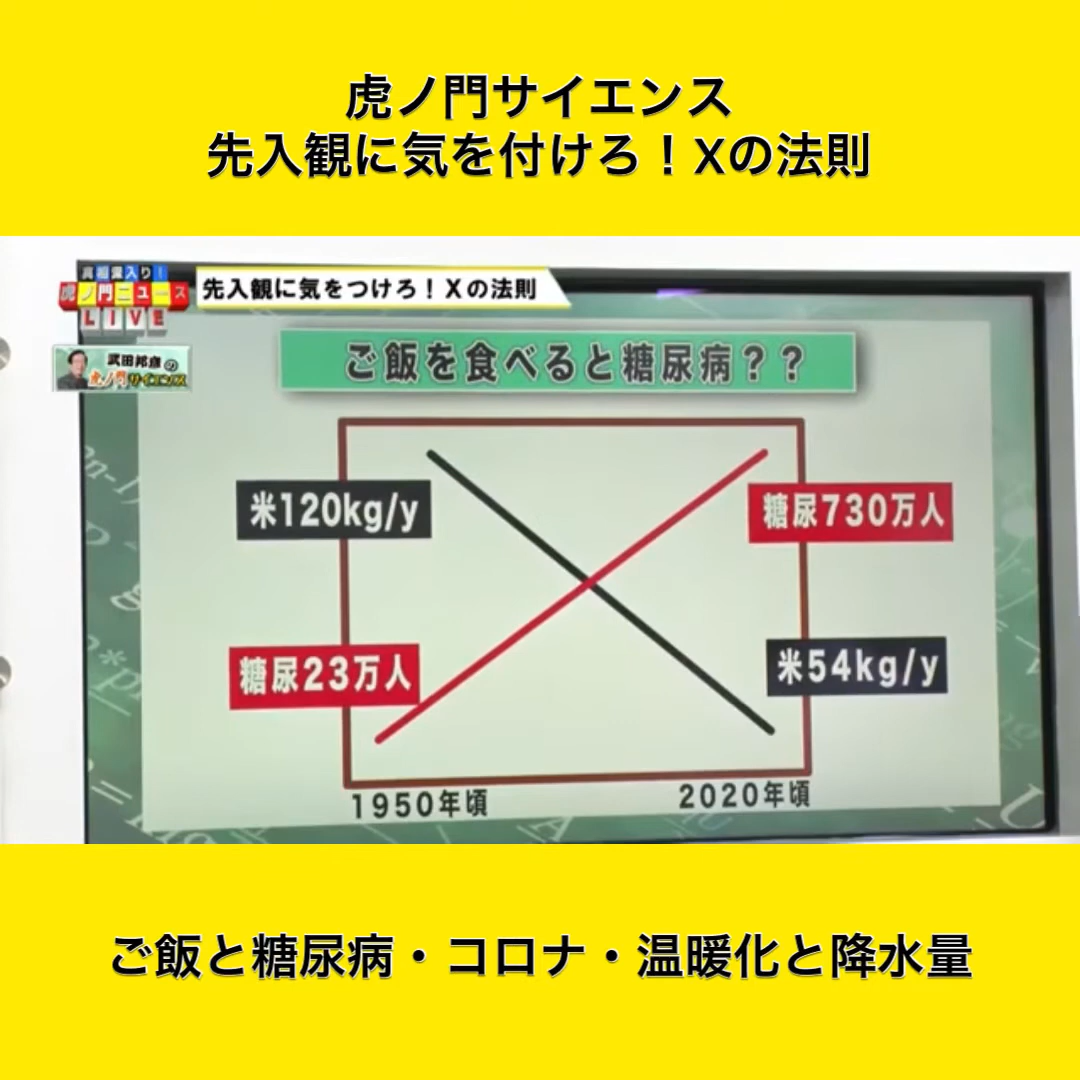 虎ノ門サイエンス
先入観に気を付けろ！Xの法則
真相深入り！
虎ノ門ニュース
LIVE
先入観に気をつけろ！Xの法則
武田邦彦の
虎ノ門サイエンス
ご飯を食べると糖尿病？？
米120kg/y
糖尿730万人
糖尿23万人
米54kg/y
1950年頃
2020年頃
ご飯と糖尿病・コロナ・温暖化と降水量